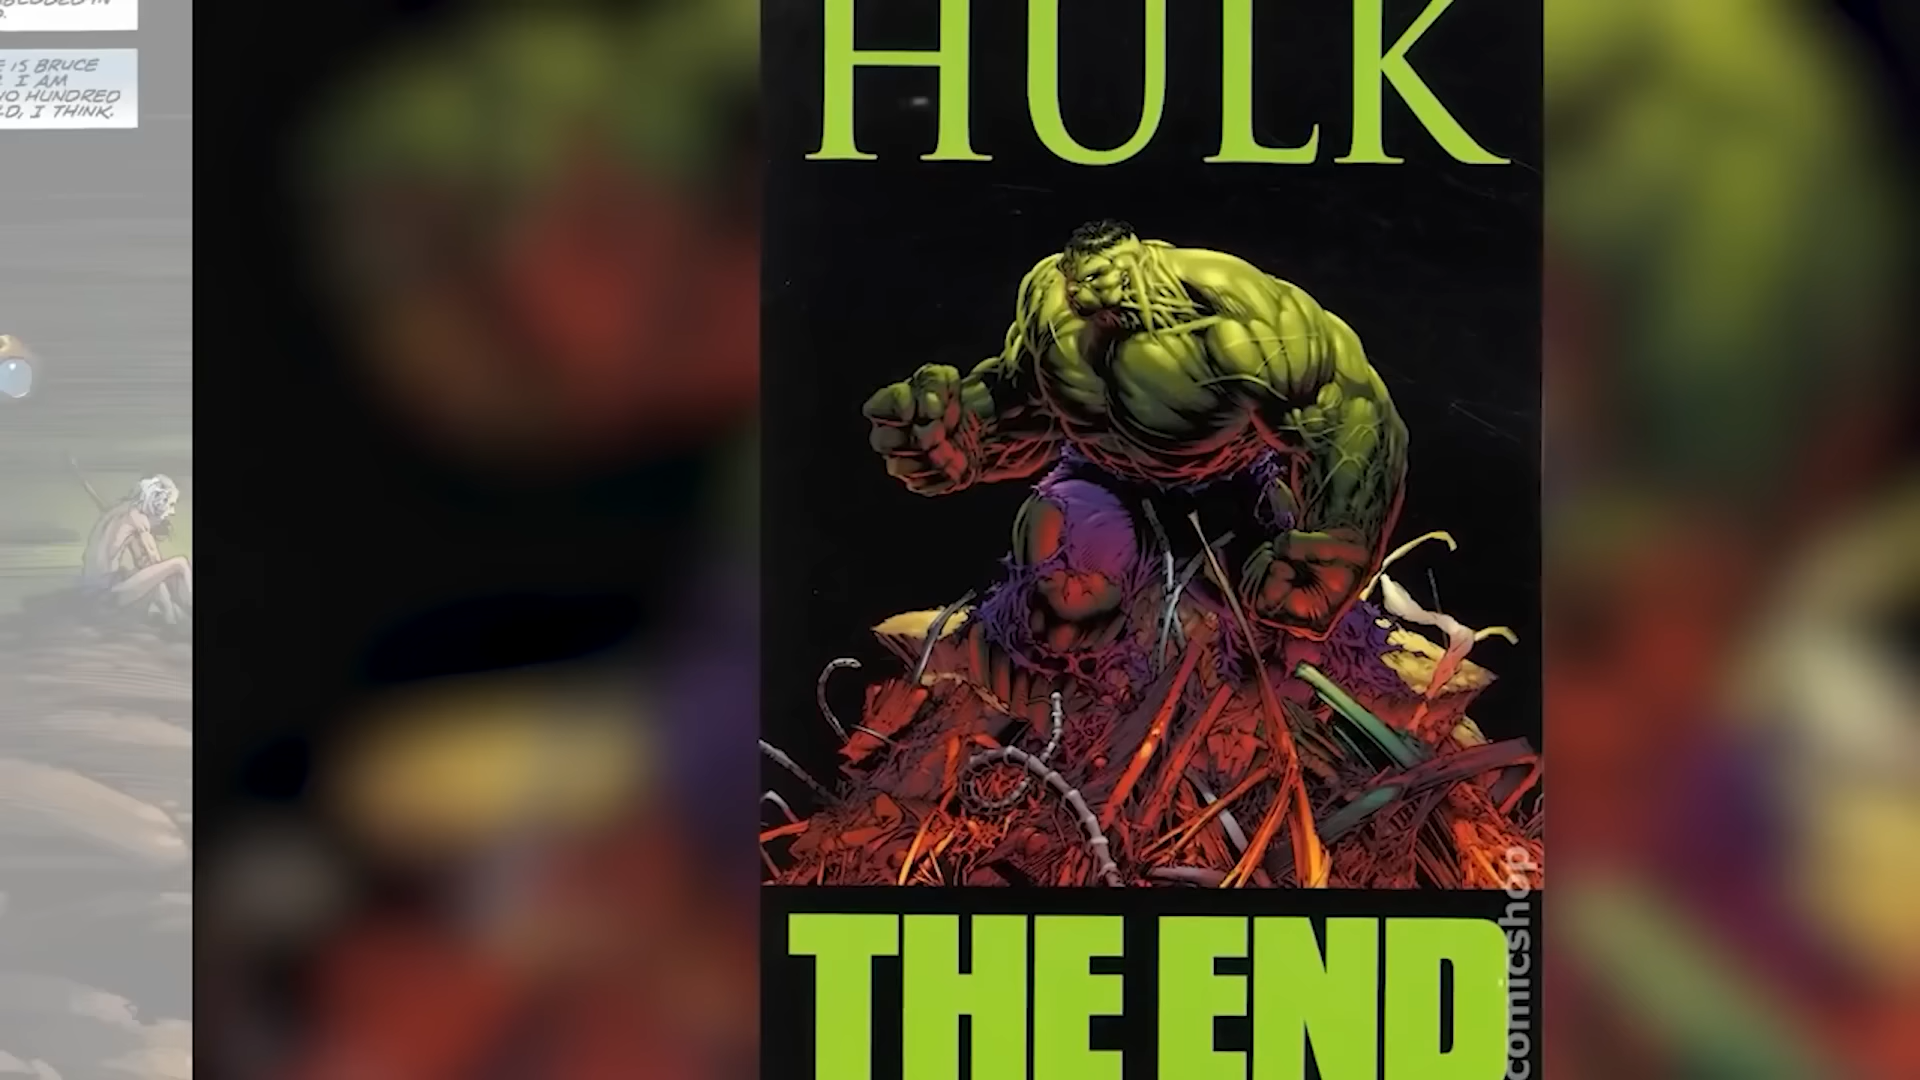 IS BRUCE
I AM
HUNDRED
I THINK.
HULK
THE END
comicshop